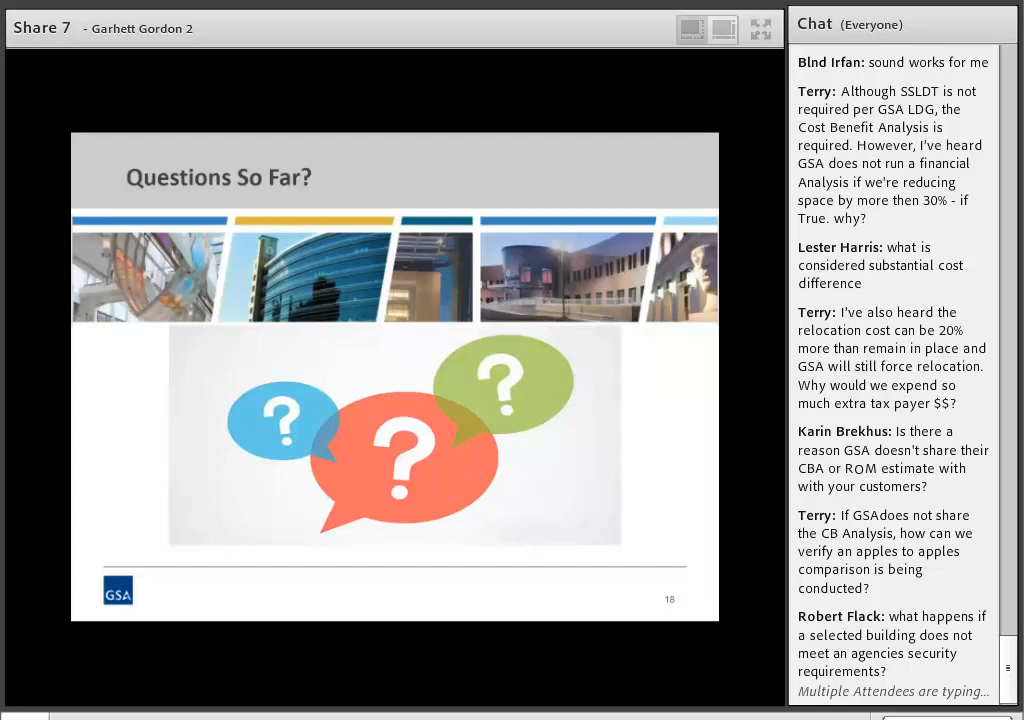 Share 7 - Garhett Gordon 2
Questions So Far?
?
?
?
GSA
18
Chat (Everyone)
Blnd Irfan: sound works for me
Terry: Although SSLDT is not
required per GSA LDG, the
Cost Benefit Analysis is
required. However, I've heard
GSA does not run a financial
Analysis if we're reducing
space by more then 30% - if
True. why?
Lester Harris: what is
considered substantial cost
difference
Terry: I've also heard the
relocation cost can be 20%
more than remain in place and
GSA will still force relocation.
Why would we expend so
much extra tax payer $$?
Karin Brekhus: Is there a
reason GSA doesn't share their
CBA or ROM estimate with
with your customers?
Terry: If GSAdoes not share
the CB Analysis, how can we
verify an apples to apples
comparison is being
conducted?
Robert Flack: what happens if
a selected building does not
meet an agencies security
requirements?
Multiple Attendees are typing...